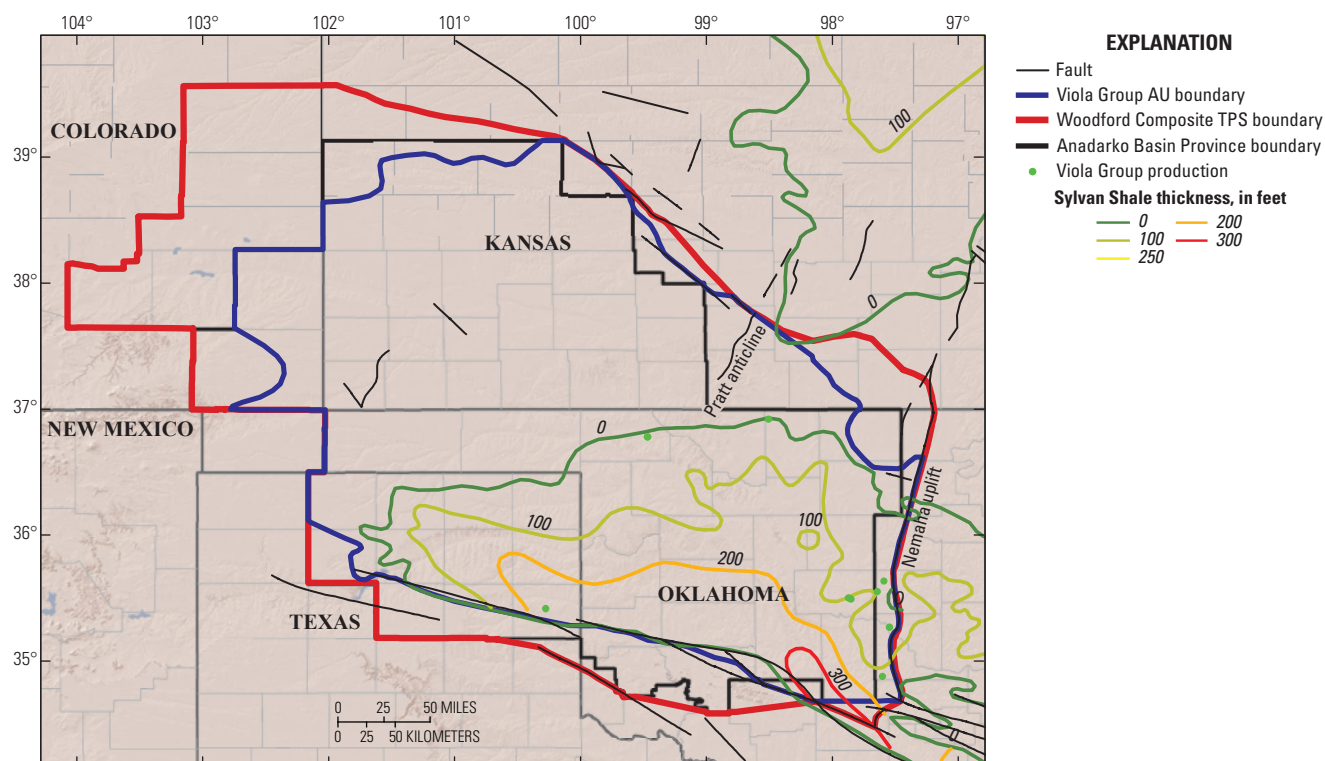 104° 103° 102° 101° 100° 99° 98° 97°
39°
38°
37°
36°
35°
COLORADO
KANSAS
NEW MEXICO
OKLAHOMA
TEXAS
Pratt anticline
Nemaha uplift
100
0
0
100
100
200
300
0
0
0 25 50 MILES
0 25 50 KILOMETERS
EXPLANATION
Fault
Viola Group AU boundary
Woodford Composite TPS boundary
Anadarko Basin Province boundary
Viola Group production
Sylvan Shale thickness, in feet
0 200
100 300
250